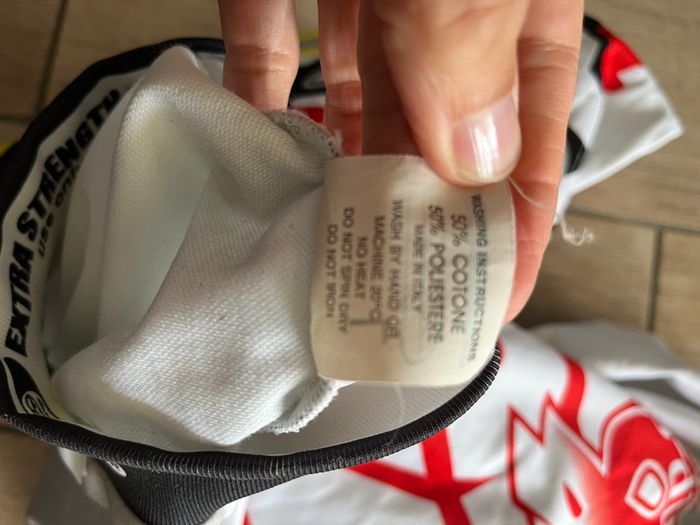 WASHING INSTRUCTIONS
50% COTONE
50% POLIESTERE
MADE IN ITALY
WASH BY HAND OR
MACHINE 35°C
NO HEAT
DO NOT SPIN DRY
DO NOT IRON
EXTRA STRENGTH